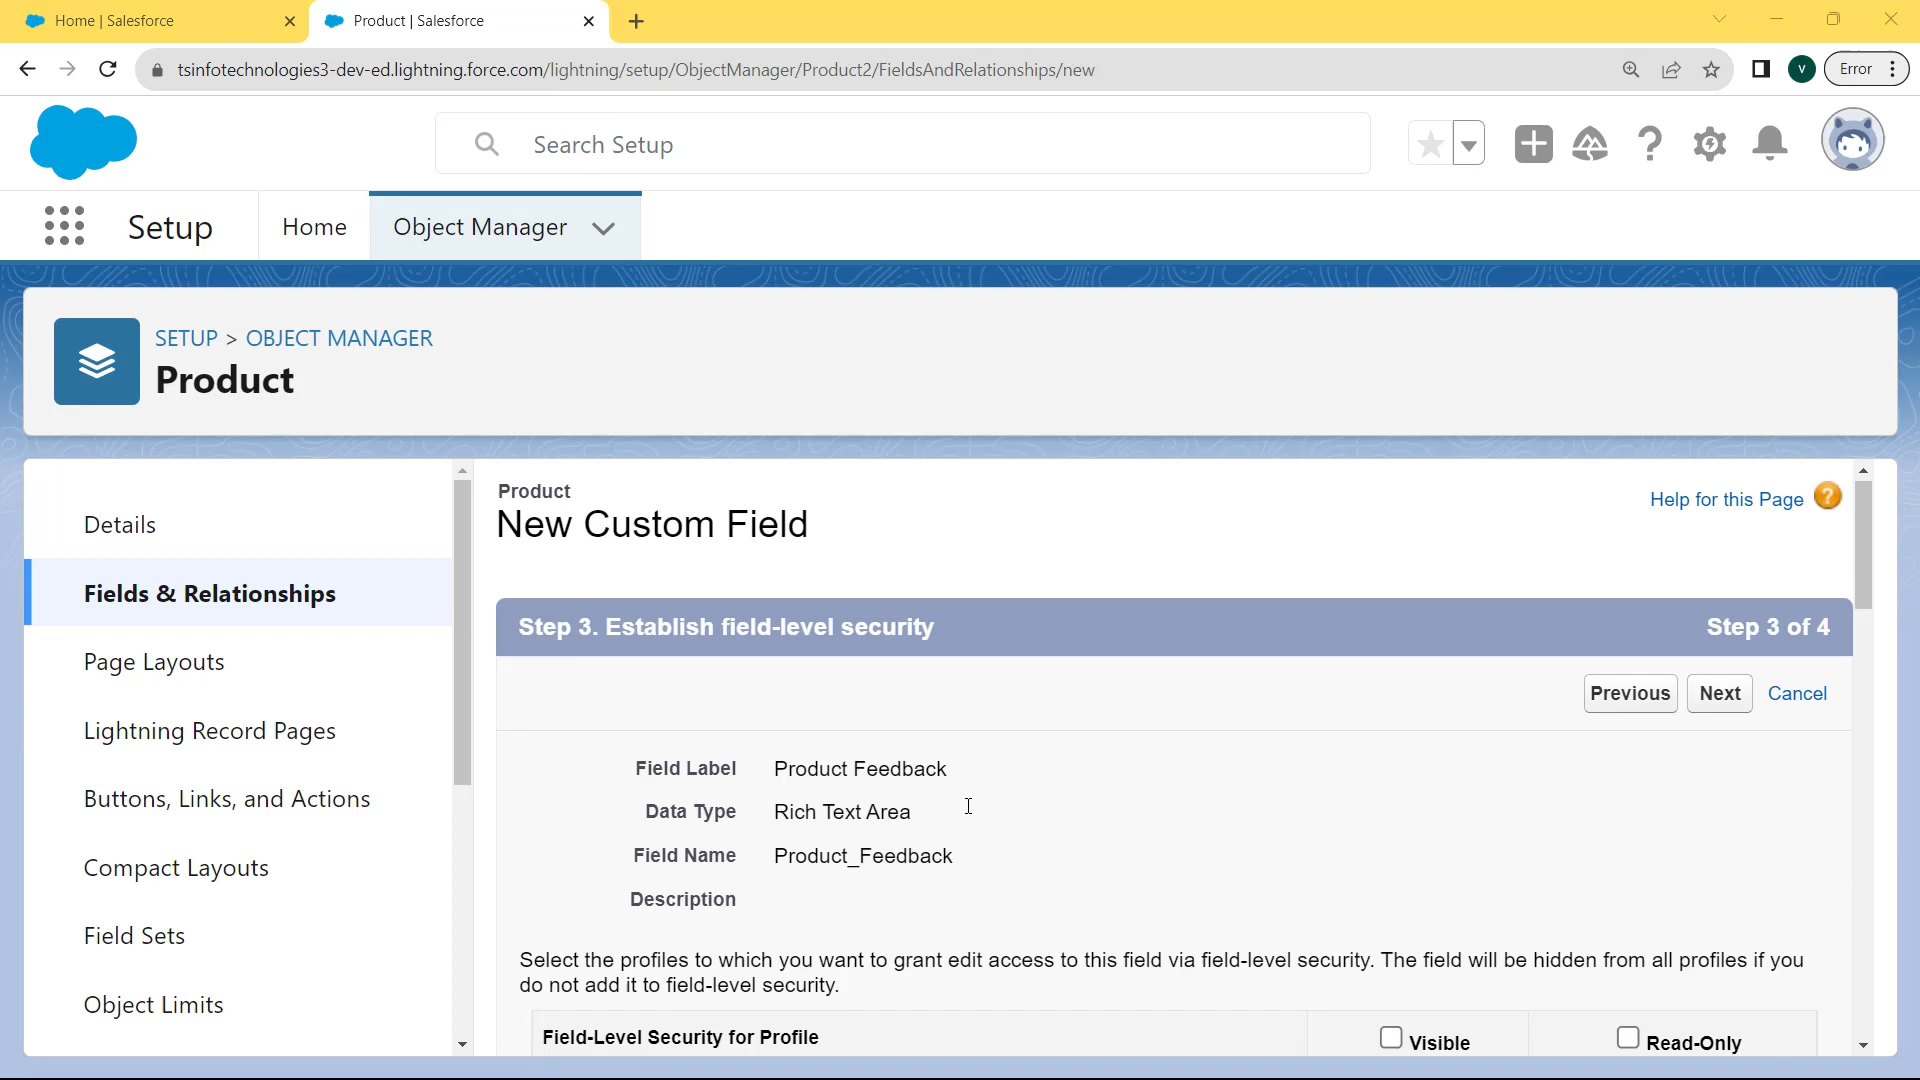 Home | Salesforce
Product | Salesforce
tsinfotechnologies3-dev-ed.lightning.force.com/lightning/setup/ObjectManager/Product2/FieldsAndRelationships/new
V
Error
Search Setup
Setup
Home
Object Manager
SETUP > OBJECT MANAGER
Product
Details
Fields & Relationships
Page Layouts
Lightning Record Pages
Buttons, Links, and Actions
Compact Layouts
Field Sets
Object Limits
Product
New Custom Field
Help for this Page ?
Step 3. Establish field-level security Step 3 of 4
Previous Next Cancel
Field Label Product Feedback
Data Type Rich Text Area
Field Name Product_Feedback
Description
Select the profiles to which you want to grant edit access to this field via field-level security. The field will be hidden from all profiles if you
do not add it to field-level security.
Field-Level Security for Profile Visible Read-Only